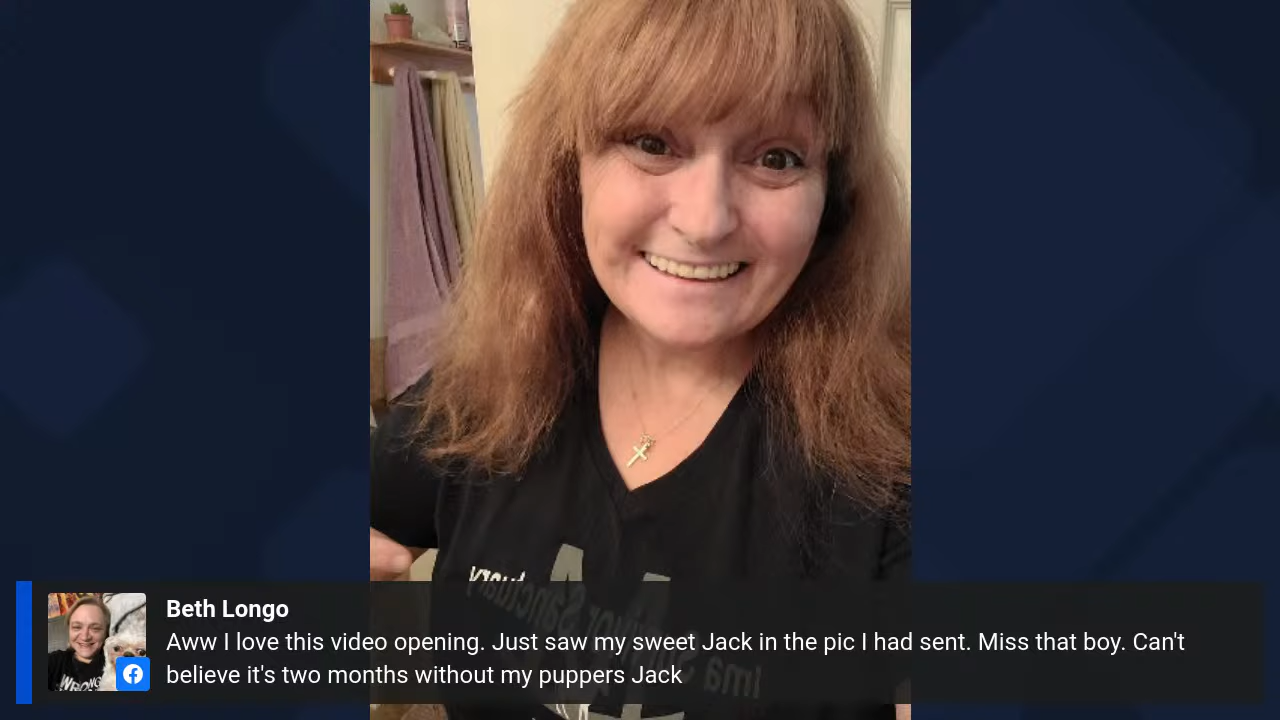 Beth Longo
Aww I love this video opening. Just saw my sweet Jack in the pic I had sent. Miss that boy. Can't
believe it's two months without my puppers Jack